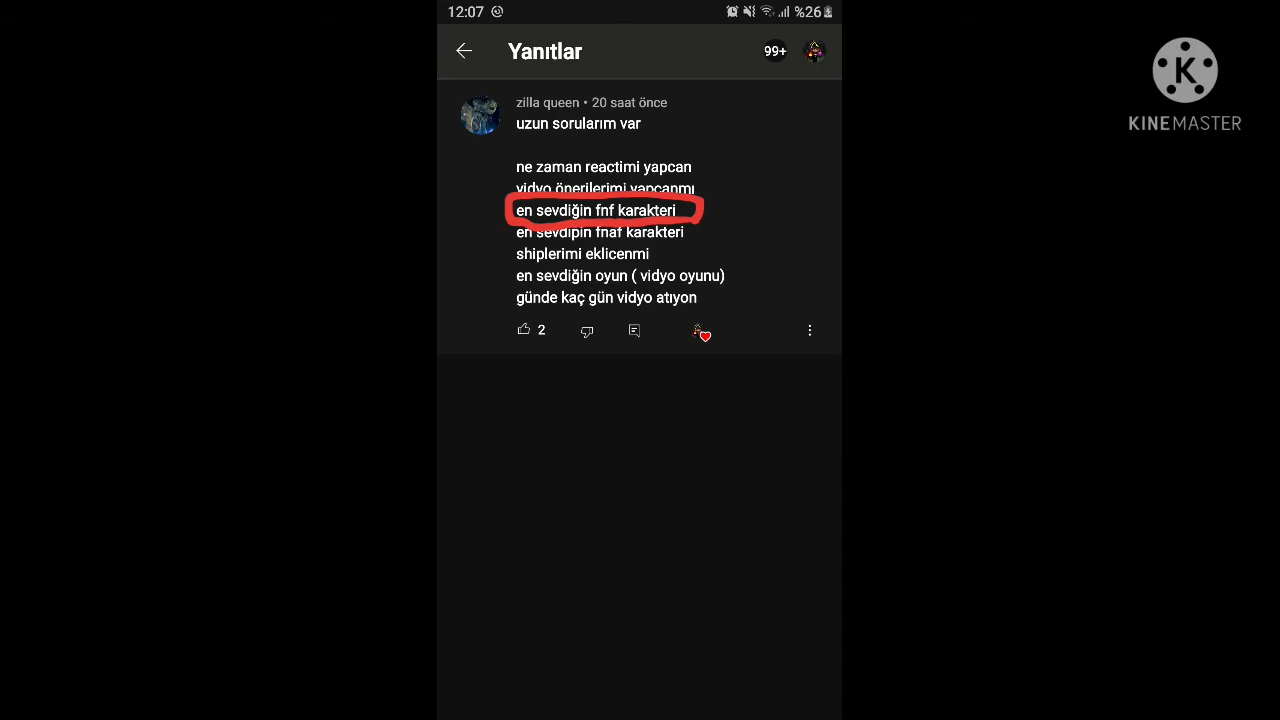 12:07
%26
Yanıtlar
99+
zilla queen • 20 saat önce
uzun sorularım var
ne zaman reactimi yapcan
vidyo önerilerimi yapcanmı
en sevdiğin fnf karakteri
en sevdipin fnaf karakteri
shiplerimi eklicenmi
en sevdiğin oyun ( vidyo oyunu)
günde kaç gün vidyo atıyon
2
K
KINEMASTER